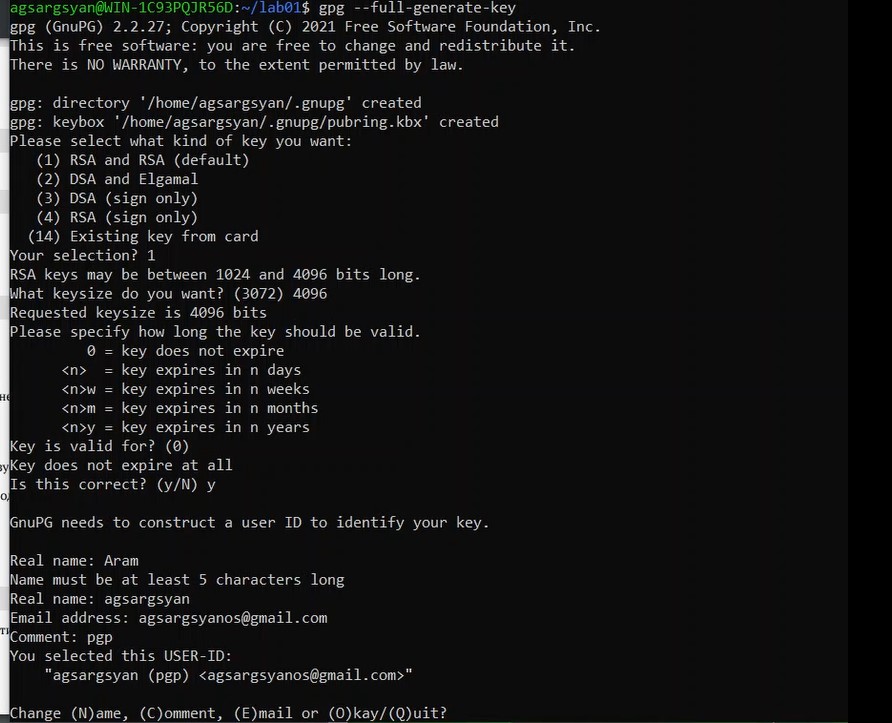 agsargsyan@WIN-1C93PQJR56D:~/lab01$ gpg --full-generate-key
gpg (GnuPG) 2.2.27; Copyright (C) 2021 Free Software Foundation, Inc.
This is free software: you are free to change and redistribute it.
There is NO WARRANTY, to the extent permitted by law.
gpg: directory '/home/agsargsyan/.gnupg' created
gpg: keybox '/home/agsargsyan/.gnupg/pubring.kbx' created
Please select what kind of key you want:
(1) RSA and RSA (default)
(2) DSA and Elgamal
(3) DSA (sign only)
(4) RSA (sign only)
(14) Existing key from card
Your selection? 1
RSA keys may be between 1024 and 4096 bits long.
What keysize do you want? (3072) 4096
Requested keysize is 4096 bits
Please specify how long the key should be valid.
0 = key does not expire
<n>  = key expires in n days
<n>w = key expires in n weeks
<n>m = key expires in n months
<n>y = key expires in n years
Key is valid for? (0)
Key does not expire at all
Is this correct? (y/N) y
GnuPG needs to construct a user ID to identify your key.
Real name: Aram
Name must be at least 5 characters long
Real name: agsargsyan
Email address: agsargsyanos@gmail.com
Comment: pgp
You selected this USER-ID:
"agsargsyan (pgp) <agsargsyanos@gmail.com>"
Change (N)ame, (C)omment, (E)mail or (O)kay/(Q)uit?